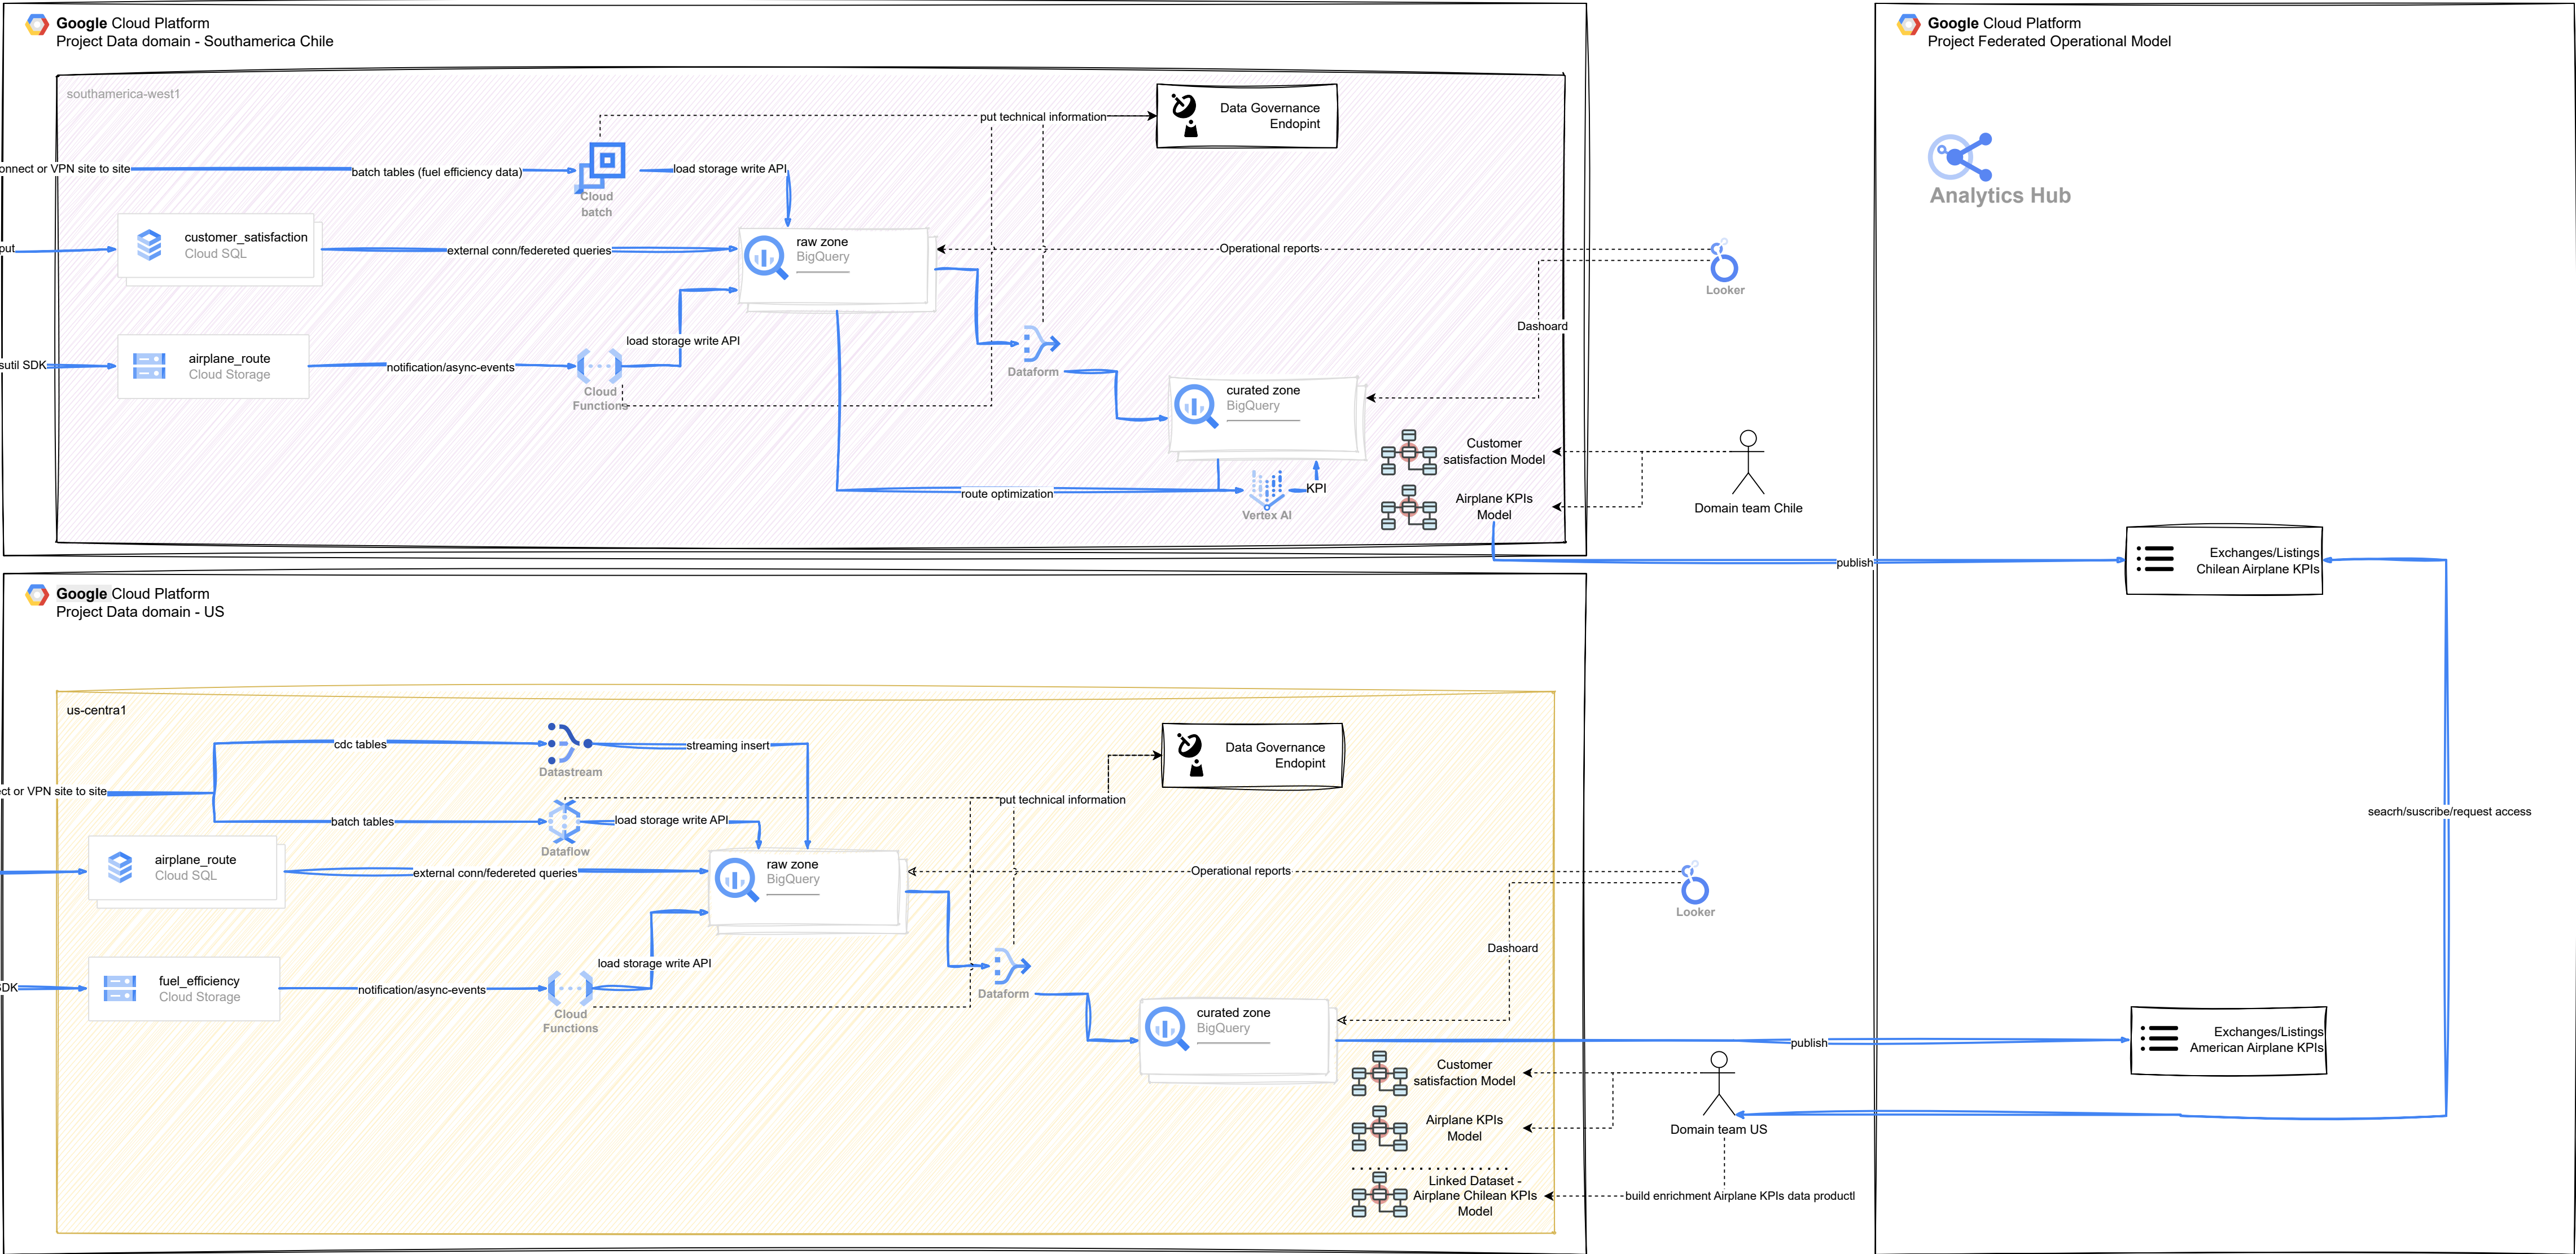 Google Cloud Platform
Project Data domain - Southamerica Chile
southamerica-west1
Data Governance
Endopint
put technical information
onnect or VPN site to site
batch tables (fuel efficiency data)
Cloud
batch
load storage write API
put
customer_satisfaction
Cloud SQL
external conn/federeted queries
raw zone
BigQuery
Operational reports
Looker
Dashoard
sutil SDK
airplane_route
Cloud Storage
notification/async-events
Cloud
Functions
load storage write API
Dataform
curated zone
BigQuery
Customer
satisfaction Model
Airplane KPIs
Model
route optimization
Vertex AI
KPI
Domain team Chile
publish
Google Cloud Platform
Project Federated Operational Model
Analytics Hub
Exchanges/Listings
Chilean Airplane KPIs
seacrh/suscribe/request access
Exchanges/Listings
American Airplane KPIs
Google Cloud Platform
Project Data domain - US
us-centra1
cdc tables
Datastream
streaming insert
Data Governance
Endopint
put technical information
ct or VPN site to site
batch tables
Dataflow
load storage write API
airplane_route
Cloud SQL
external conn/federeted queries
raw zone
BigQuery
Operational reports
Looker
Dashoard
SDK
fuel_efficiency
Cloud Storage
notification/async-events
Cloud
Functions
load storage write API
Dataform
curated zone
BigQuery
publish
Customer
satisfaction Model
Airplane KPIs
Model
Domain team US
Linked Dataset -
Airplane Chilean KPIs
Model
build enrichment Airplane KPIs data productl